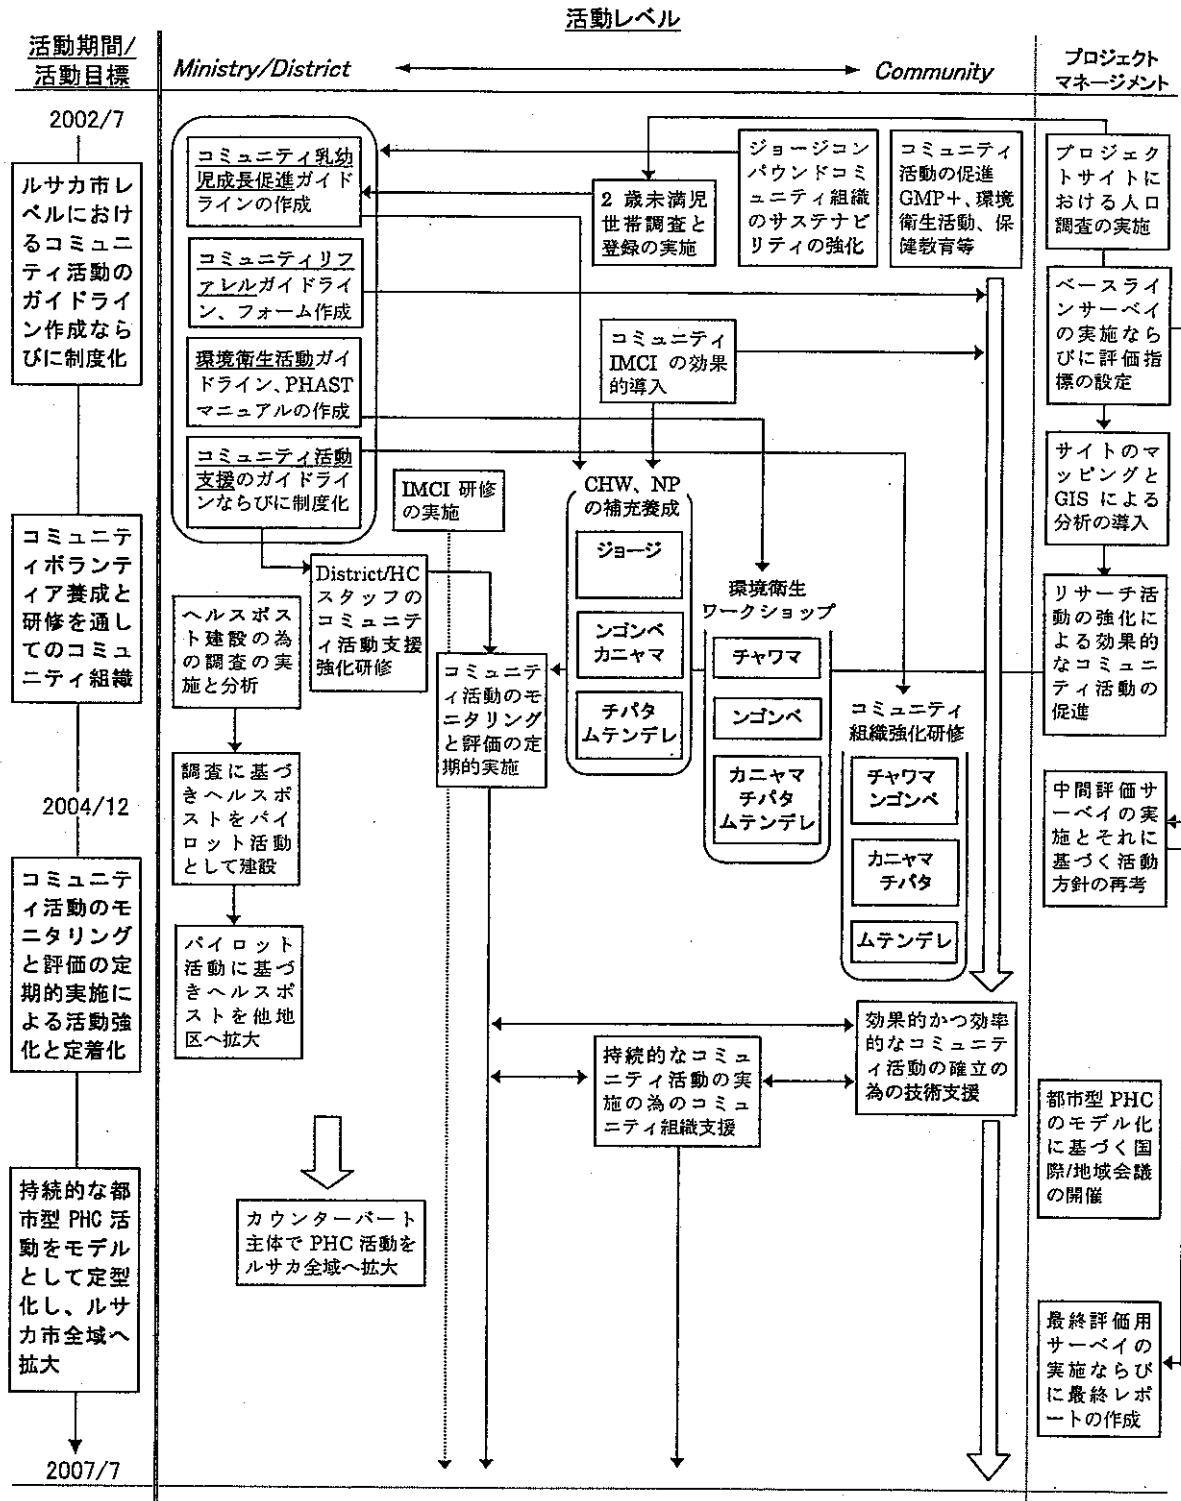 活動レベル
活動期間/
活動目標
Ministry/District
Community
プロジェクト
マネージメント
2002/7
ルサカ市レ
ベルにおけ
るコミュニ
ティ活動の
ガイドライ
ン作成なら
びに制度化
コミュニテ
ィボランテ
ィア養成と
研修を通し
てのコミュ
ニティ組織
2004/12
コミュニテ
ィ活動のモ
ニタリング
と評価の定
期的実施に
よる活動強
化と定着化
持続的な都
市型 PHC 活
動をモデル
として定型
化し、ルサ
カ市全域へ
拡大
2007/7
コミュニティ乳幼
児成長促進ガイド
ラインの作成
コミュニティリフ
ァレルガイドライ
ン、フォーム作成
環境衛生活動ガイ
ドライン、PHAST
マニュアルの作成
コミュニティ活動
支援のガイドライ
ンならびに制度化
2 歳未満児
世帯調査と
登録の実施
ジョージコン
パウンドコミ
ュニティ組織
のサステナビ
リティの強化
コミュニティ
活動の促進
GMP+、環境
衛生活動、保
健教育等
コミュニティ
IMCI の効果
的導入
IMCI 研修
の実施
District/HC
スタッフの
コミュニテ
ィ活動支援
強化研修
ヘルスポス
ト建設の為
の調査の実
施と分析
調査に基づ
きヘルスポ
ストをパイ
ロット活動
として建設
パイロット
活動に基づ
きヘルスポ
ストを他地
区へ拡大
コミュニテ
ィ活動のモ
ニタリング
と評価の定
期的実施
CHW、NP
の補充養成
ジョージ
ンゴンベ
カニャマ
チパタ
ムテンデレ
環境衛生
ワークショップ
チャワマ
ンゴンベ
カニャマ
チパタ
ムテンデレ
コミュニティ
組織強化研修
チャワマ
ンゴンベ
カニャマ
チパタ
ムテンデレ
持続的なコミュ
ニティ活動の実
施の為のコミュ
ニティ組織支援
効果的かつ効率
的なコミュニテ
ィ活動の確立の
為の技術支援
カウンターパート
主体で PHC 活動を
ルサカ全域へ拡大
プロジェク
トサイトに
おける人口
調査の実施
ベースライ
ンサーベイ
の実施なら
びに評価指
標の設定
サイトのマ
ッピングと
GIS による
分析の導入
リサーチ活
動の強化に
よる効果的
なコミュニ
ティ活動の
促進
中間評価サ
ーベイの実
施とそれに
基づく活動
方針の再考
都市型 PHC
のモデル化
に基づく国
際/地域会議
の開催
最終評価用
サーベイの
実施ならび
に最終レポ
ートの作成